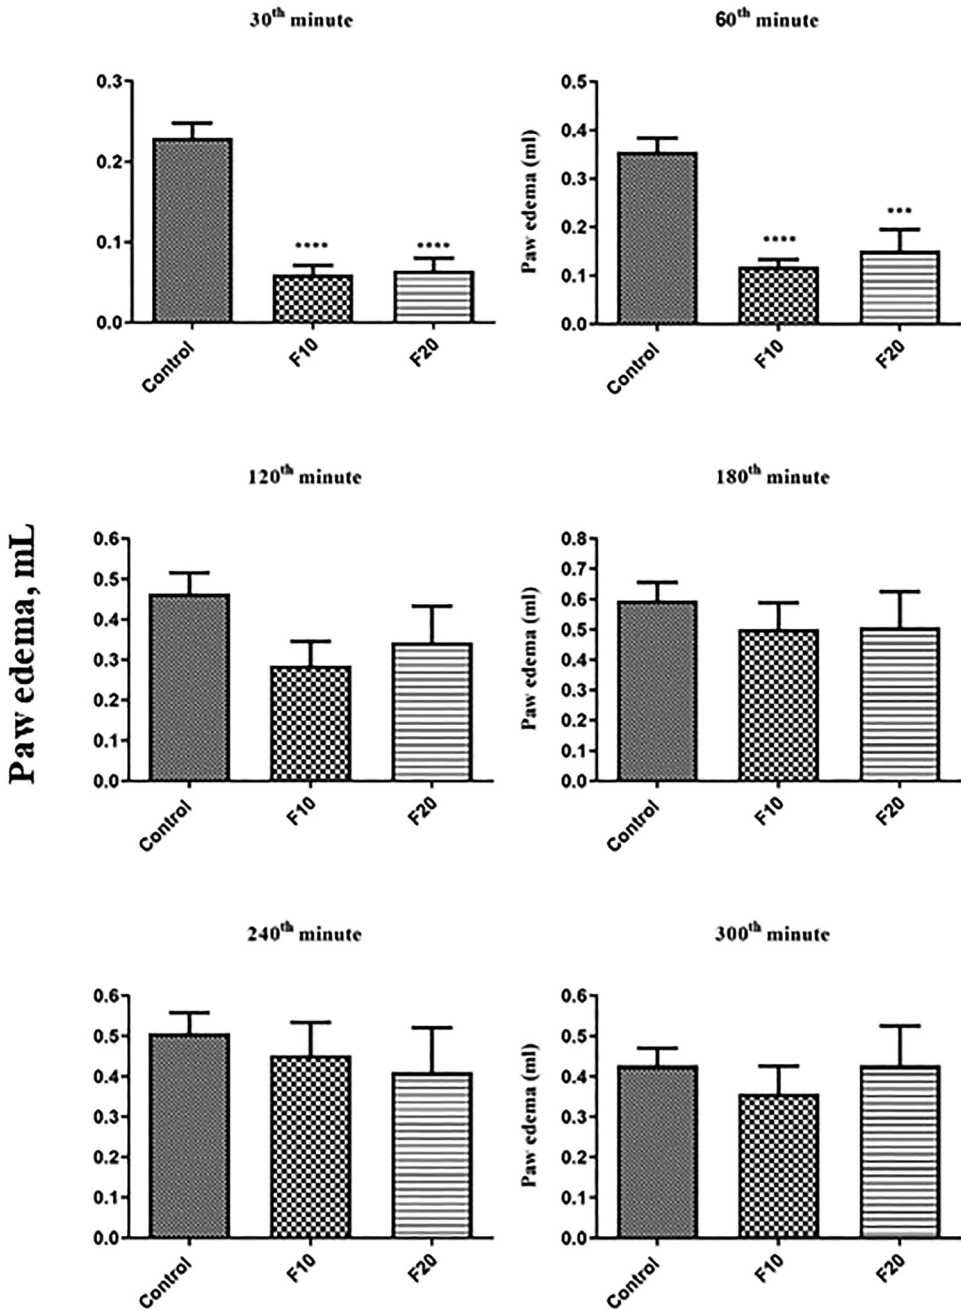 Paw edema, mL
30th minute
0.3
0.2
0.1
0.0
****
****
Control
F10
F20
60th minute
Paw edema (ml)
0.5
0.4
0.3
0.2
0.1
0.0
****
***
Control
F10
F20
120th minute
0.6
0.5
0.4
0.3
0.2
0.1
0.0
Control
F10
F20
180th minute
Paw edema (ml)
0.8
0.7
0.6
0.5
0.4
0.3
0.2
0.1
0.0
Control
F10
F20
240th minute
0.6
0.5
0.4
0.3
0.2
0.1
0.0
Control
F10
F20
300th minute
Paw edema (ml)
0.6
0.5
0.4
0.3
0.2
0.1
0.0
Control
F10
F20